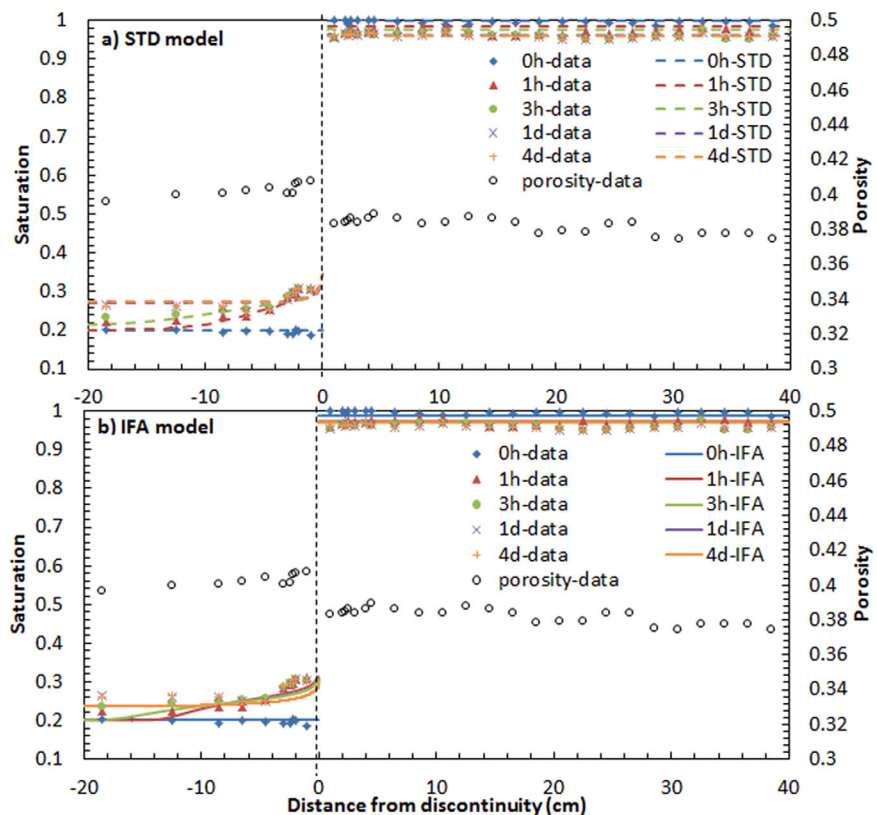 a) STD model
Saturation
Porosity
1
0.9
0.8
0.7
0.6
0.5
0.4
0.3
0.2
0.1
0.5
0.48
0.46
0.44
0.42
0.4
0.38
0.36
0.34
0.32
0.3
0h-data 0h-STD
1h-data 1h-STD
3h-data 3h-STD
1d-data 1d-STD
4d-data 4d-STD
porosity-data
-20 -10 0 10 20 30 40
b) IFA model
Saturation
Porosity
1
0.9
0.8
0.7
0.6
0.5
0.4
0.3
0.2
0.1
0.5
0.48
0.46
0.44
0.42
0.4
0.38
0.36
0.34
0.32
0.3
0h-data 0h-IFA
1h-data 1h-IFA
3h-data 3h-IFA
1d-data 1d-IFA
4d-data 4d-IFA
porosity-data
-20 -10 0 10 20 30 40
Distance from discontinuity (cm)